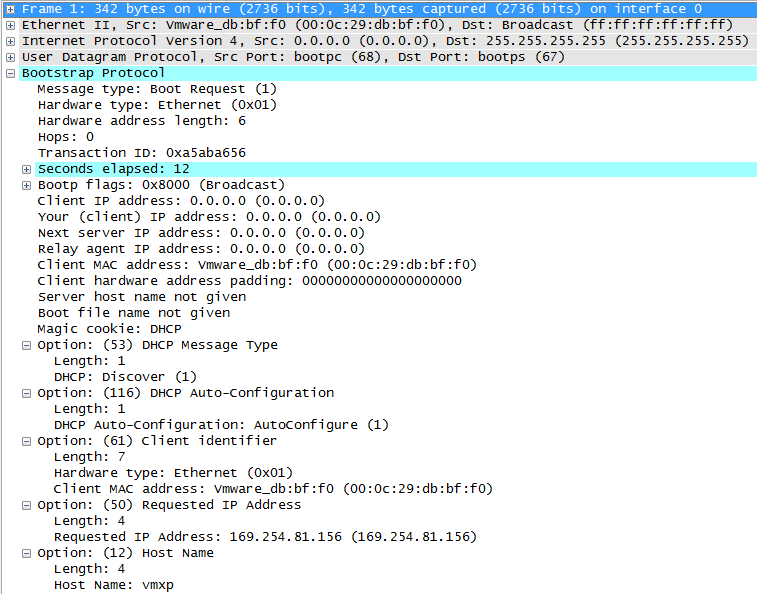 Frame 1: 342 bytes on wire (2736 bits), 342 bytes captured (2736 bits) on interface 0
Ethernet II, Src: Vmware_db:bf:f0 (00:0c:29:db:bf:f0), Dst: Broadcast (ff:ff:ff:ff:ff:ff)
Internet Protocol Version 4, Src: 0.0.0.0 (0.0.0.0), Dst: 255.255.255.255 (255.255.255.255)
User Datagram Protocol, Src Port: bootpc (68), Dst Port: bootps (67)
Bootstrap Protocol
Message type: Boot Request (1)
Hardware type: Ethernet (0x01)
Hardware address length: 6
Hops: 0
Transaction ID: 0xa5aba656
Seconds elapsed: 12
Bootp flags: 0x8000 (Broadcast)
Client IP address: 0.0.0.0 (0.0.0.0)
Your (client) IP address: 0.0.0.0 (0.0.0.0)
Next server IP address: 0.0.0.0 (0.0.0.0)
Relay agent IP address: 0.0.0.0 (0.0.0.0)
Client MAC address: Vmware_db:bf:f0 (00:0c:29:db:bf:f0)
Client hardware address padding: 00000000000000000000
Server host name not given
Boot file name not given
Magic cookie: DHCP
Option: (53) DHCP Message Type
Length: 1
DHCP: Discover (1)
Option: (116) DHCP Auto-Configuration
Length: 1
DHCP Auto-Configuration: AutoConfigure (1)
Option: (61) Client identifier
Length: 7
Hardware type: Ethernet (0x01)
Client MAC address: Vmware_db:bf:f0 (00:0c:29:db:bf:f0)
Option: (50) Requested IP Address
Length: 4
Requested IP Address: 169.254.81.156 (169.254.81.156)
Option: (12) Host Name
Length: 4
Host Name: vmxp